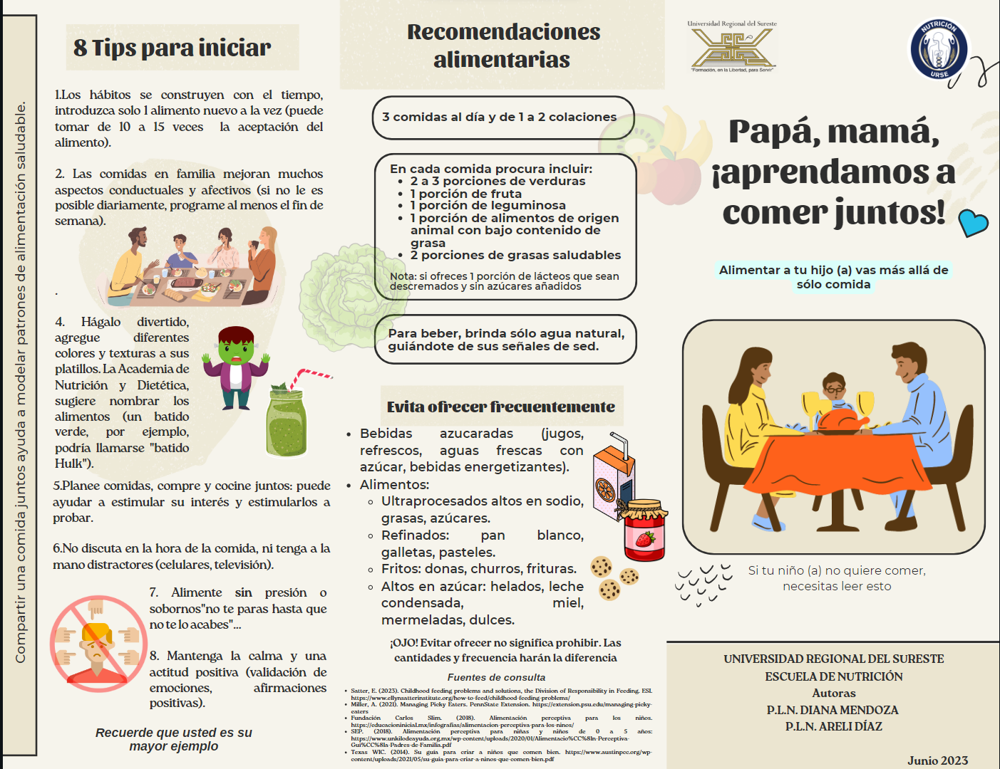 Compartir una comida juntos ayuda a modelar patrones de alimentación saludable.
8 Tips para iniciar
1.Los hábitos se construyen con el tiempo,
introduzca solo 1 alimento nuevo a la vez (puede
tomar de 10 a 15 veces la aceptación del
alimento).
2. Las comidas en familia mejoran muchos
aspectos conductuales y afectivos (si no le es
posible diariamente, programe al menos el fin de
semana).
.
4. Hágalo divertido,
agregue diferentes
colores y texturas a sus
platillos. La Academia de
Nutrición y Dietética,
sugiere nombrar los
alimentos (un batido
verde, por ejemplo,
podría llamarse "batido
Hulk").
5.Planee comidas, compre y cocine juntos: puede
ayudar a estimular su interés y estimularlos a
probar.
6.No discuta en la hora de la comida, ni tenga a la
mano distractores (celulares, televisión).
7. Alimente sin presión o
sobornos"no te paras hasta que
no te lo acabes"...
8. Mantenga la calma y una
actitud positiva (validación de
emociones, afirmaciones
positivas).
Recuerde que usted es su
mayor ejemplo
Recomendaciones
alimentarias
3 comidas al día y de 1 a 2 colaciones
En cada comida procura incluir:
• 2 a 3 porciones de verduras
• 1 porción de fruta
• 1 porción de leguminosa
• 1 porción de alimentos de origen
animal con bajo contenido de
grasa
• 2 porciones de grasas saludables
Nota: si ofreces 1 porción de lácteos que sean
descremados y sin azúcares añadidos
Para beber, brinda sólo agua natural,
guiándote de sus señales de sed.
Evita ofrecer frecuentemente
• Bebidas azucaradas (jugos,
refrescos, aguas frescas con
azúcar, bebidas energetizantes).
• Alimentos:
◦ Ultraprocesados altos en sodio,
grasas, azúcares.
◦ Refinados: pan blanco,
galletas, pasteles.
◦ Fritos: donas, churros, frituras.
◦ Altos en azúcar: helados, leche
condensada, miel,
mermeladas, dulces.
¡OJO! Evitar ofrecer no significa prohibir. Las
cantidades y frecuencia harán la diferencia
Fuentes de consulta
• Satter, E. (2023). Childhood feeding problems and solutions, the Division of Responsibility in Feeding. ESI.
https://www.ellynsatterinstitute.org/how-to-feed/childhood-feeding-problems/
• Miller, A. (2021). Managing Picky Eaters. PennState Extension. https://extension.psu.edu/managing-picky-
eaters
• Fundación Carlos Slim. (2018). Alimentación perceptiva para los niños.
https://educacioninicial.mx/infografias/alimentacion-perceptiva-para-los-ninos/
• SEP. (2018). Alimentación perceptiva para niñas y niños de 0 a 5 años:
https://www.unkilodeayuda.org.mx/wp-content/uploads/2020/01/Alimentacio%CC%81n-Perceptiva-
Gui%CC%81a-Padres-de-Familia.pdf
• Texas WIC. (2014). Su guía para criar a niños que comen bien. https://www.austinpcc.org/wp-
content/uploads/2021/05/su-guia-para-criar-a-ninos-que-comen-bien.pdf
Universidad Regional del Sureste
"Formación, en la Libertad, para Servir"
NUTRICIÓN
URSE
Papá, mamá,
¡aprendamos a
comer juntos!
Alimentar a tu hijo (a) vas más allá de
sólo comida
Si tu niño (a) no quiere comer,
necesitas leer esto
UNIVERSIDAD REGIONAL DEL SURESTE
ESCUELA DE NUTRICIÓN
Autoras
P.L.N. DIANA MENDOZA
P.L.N. ARELI DÍAZ
Junio 2023